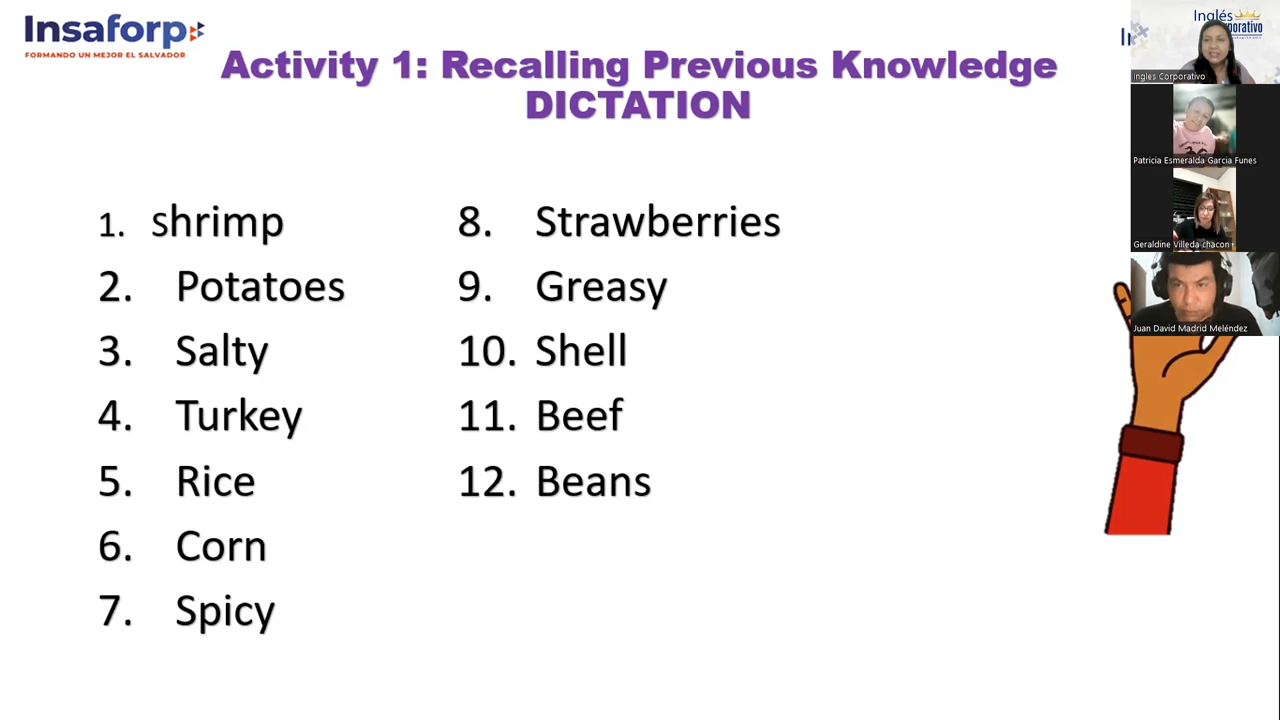 Insaforp
FORMANDO UN MEJOR EL SALVADOR
Activity 1: Recalling Previous Knowledge
DICTATION
1. Shrimp
2. Potatoes
3. Salty
4. Turkey
5. Rice
6. Corn
7. Spicy
8. Strawberries
9. Greasy
10. Shell
11. Beef
12. Beans
Inglés
Ingles Corporativo
Patricia Esmeralda Garcia Funes
Geraldine Villeda chacon
Juan David Madrid Meléndez